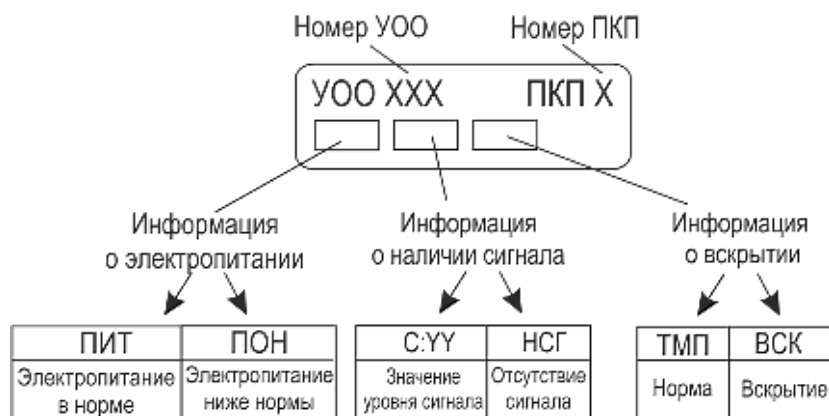 Номер УОО Номер ПКП
УОО ХХХ ПКП Х
Информация
о электропитании
Информация
о наличии сигнала
Информация
о вскрытии
ПИТ ПОН
Электропитание
в норме
Электропитание
ниже нормы
С:YY НСГ
Значение
уровня сигнала
Отсутствие
сигнала
ТМП ВСК
Норма Вскрытие